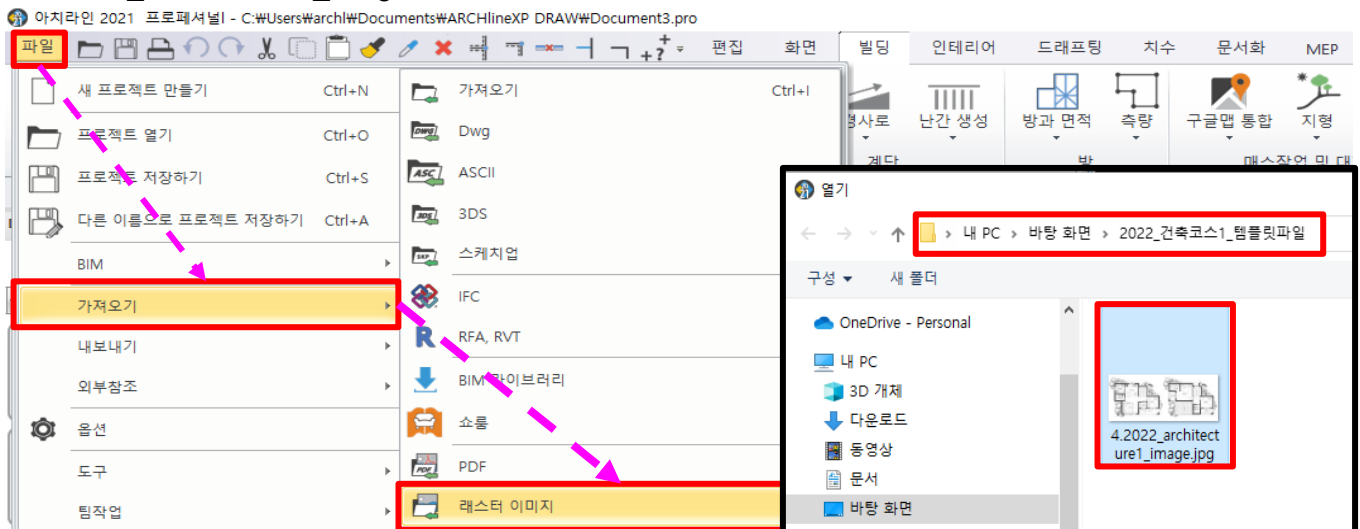 아치라인 2021 프로페셔널I - C:₩Users₩archl₩Documents₩ARCHlineXP DRAW₩Document3.pro
파일 편집 화면 빌딩 인테리어 드래프팅 치수 문서화 MEP
새 프로젝트 만들기 Ctrl+N
프로젝트 열기 Ctrl+O
프로젝트 저장하기 Ctrl+S
다른 이름으로 프로젝트 저장하기 Ctrl+A
BIM
가져오기
내보내기
외부참조
옵션
도구
팀작업
가져오기 Ctrl+I
Dwg
ASCII
3DS
스케치업
IFC
RFA, RVT
BIM 라이브러리
쇼룸
PDF
래스터 이미지
난간 생성 방과 면적 측량 구글맵 통합 지형
계단 방
열기
내 PC › 바탕 화면 › 2022_건축코스1_템플릿파일
구성 새 폴더
OneDrive - Personal
내 PC
3D 개체
다운로드
동영상
문서
바탕 화면
4.2022_architect
ure1_image.jpg